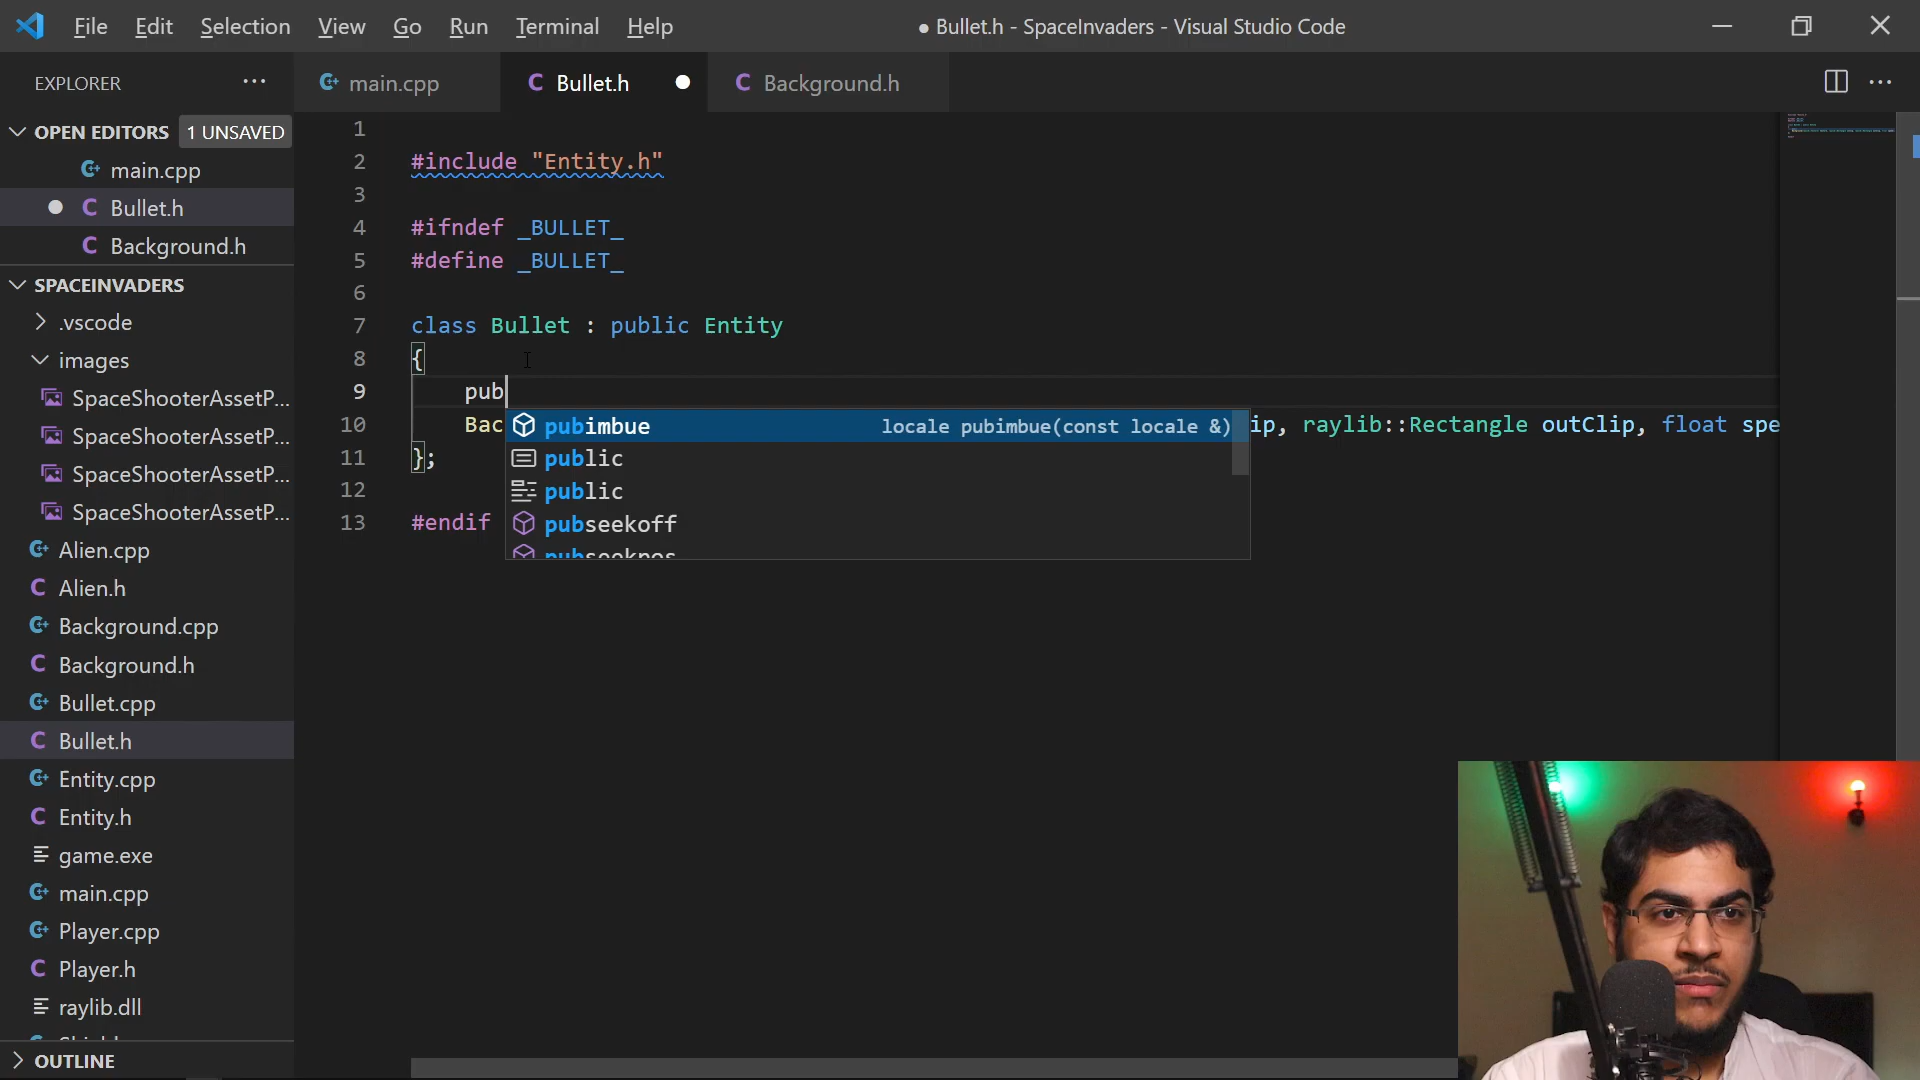 File Edit Selection View Go Run Terminal Help
● Bullet.h - SpaceInvaders - Visual Studio Code
EXPLORER
main.cpp
Bullet.h
Background.h
OPEN EDITORS 1 UNSAVED
main.cpp
Bullet.h
Background.h
SPACEINVADERS
.vscode
images
SpaceShooterAssetP...
SpaceShooterAssetP...
SpaceShooterAssetP...
SpaceShooterAssetP...
Alien.cpp
Alien.h
Background.cpp
Background.h
Bullet.cpp
Bullet.h
Entity.cpp
Entity.h
game.exe
main.cpp
Player.cpp
Player.h
raylib.dll
OUTLINE
1
2 #include "Entity.h"
3
4 #ifndef _BULLET_
5 #define _BULLET_
6
7 class Bullet : public Entity
8 {
9 pub
10 Bac ip, raylib::Rectangle outClip, float spe
11 };
12
13 #endif
pubimbue locale pubimbue(const locale &)
public
public
pubseekoff
pubseekpos